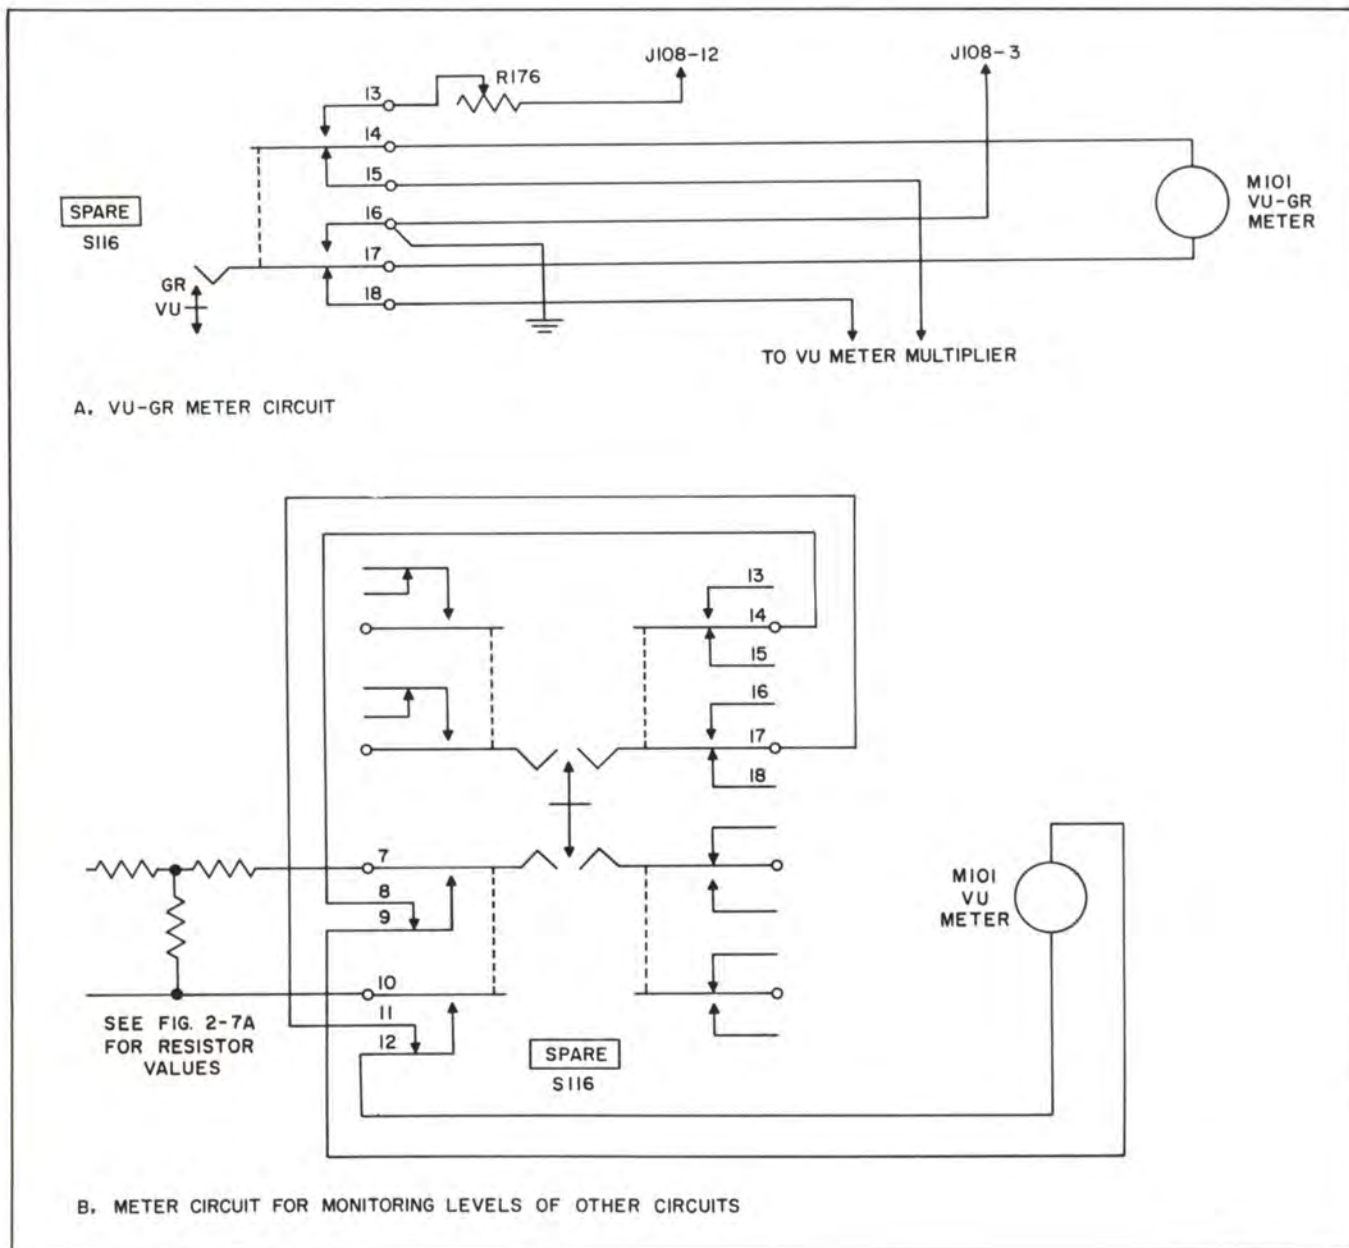 J108-12
J108-3
R176
13
14
15
16
17
18
SPARE
S116
GR
VU
M101
VU-GR
METER
TO VU METER MULTIPLIER
A. VU-GR METER CIRCUIT
13
14
15
16
17
18
7
8
9
10
11
12
M101
VU
METER
SEE FIG. 2-7A
FOR RESISTOR
VALUES
SPARE
S116
B. METER CIRCUIT FOR MONITORING LEVELS OF OTHER CIRCUITS